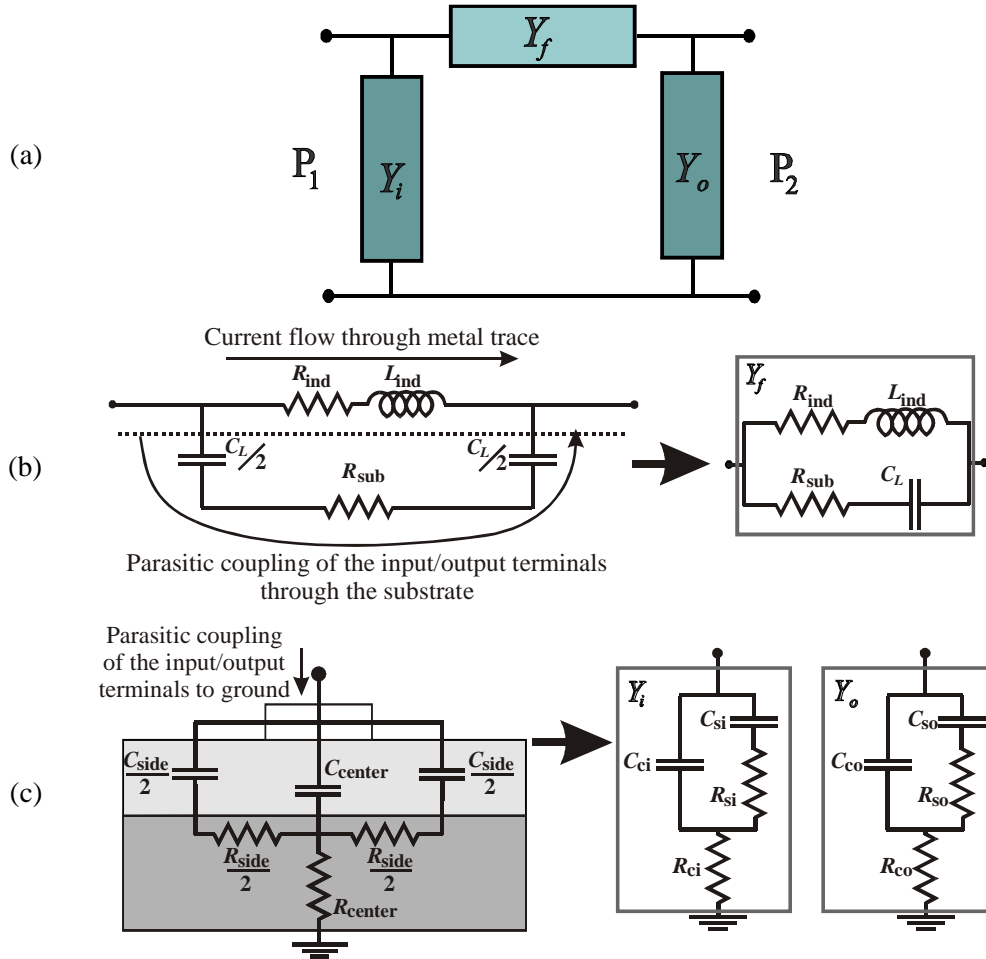 (a)
Y_f
P_1
Y_i
Y_o
P_2
Current flow through metal trace
(b)
R_ind
L_ind
C_L/2
C_L/2
R_sub
Parasitic coupling of the input/output terminals
through the substrate
Y_f
R_ind
L_ind
R_sub
C_L
(c)
Parasitic coupling
of the input/output
terminals to ground
C_side/2
C_center
C_side/2
R_side/2
R_side/2
R_center
Y_i
C_si
C_ci
R_si
R_ci
Y_o
C_so
C_co
R_so
R_co